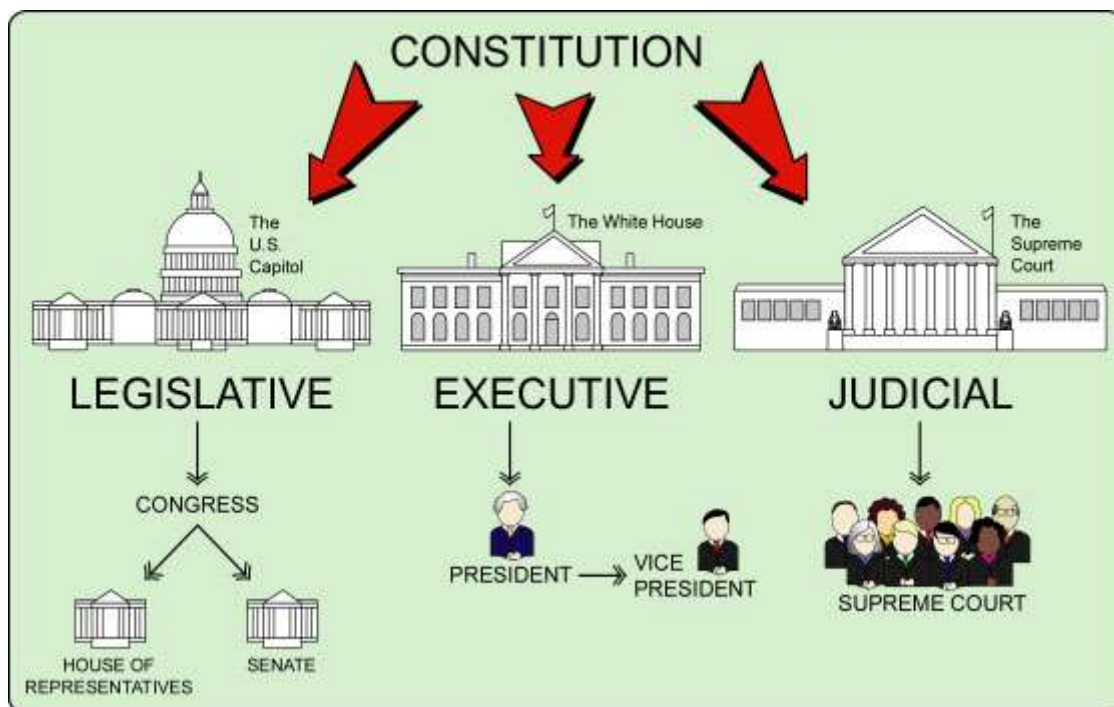 CONSTITUTION
The
U.S.
Capitol
The White House
The
Supreme
Court
LEGISLATIVE
EXECUTIVE
JUDICIAL
CONGRESS
HOUSE OF
REPRESENTATIVES
SENATE
PRESIDENT
VICE
PRESIDENT
SUPREME COURT